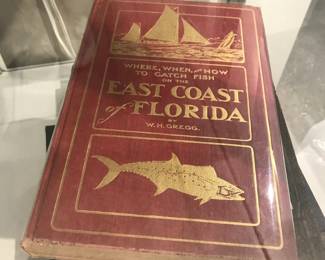 WHERE, WHEN, AND HOW
TO CATCH FISH
ON THE
EAST COAST
of FLORIDA
BY
W. H. GREGG.